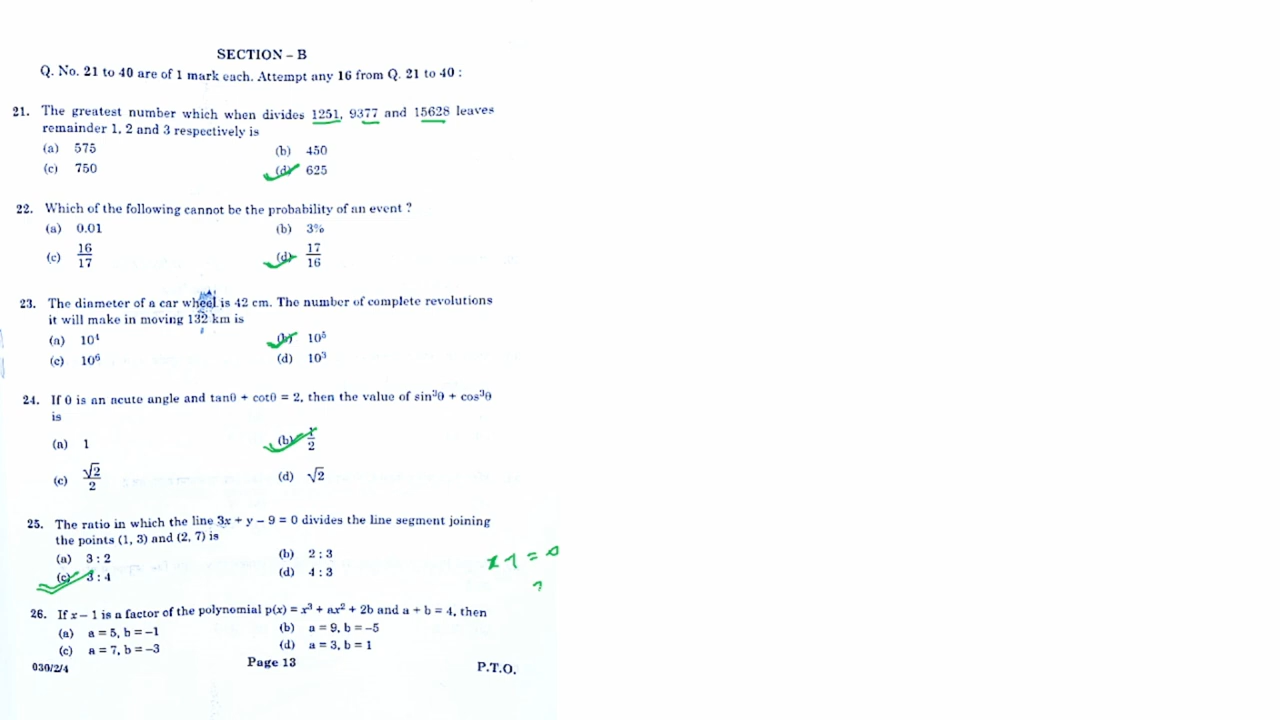 SECTION – B
Q. No. 21 to 40 are of 1 mark each. Attempt any 16 from Q. 21 to 40 :
21. The greatest number which when divides 1251, 9377 and 15628 leaves
remainder 1, 2 and 3 respectively is
(a) 575 (b) 450
(c) 750 (d) 625
22. Which of the following cannot be the probability of an event ?
(a) 0.01 (b) 3%
(c) 16/17 (d) 17/16
23. The diameter of a car wheel is 42 cm. The number of complete revolutions
it will make in moving 132 km is
(a) 10⁴ (b) 10⁵
(c) 10⁶ (d) 10³
24. If θ is an acute angle and tanθ + cotθ = 2, then the value of sin³θ + cos³θ
is
(a) 1 (b) 1/2
(c) √2/2 (d) √2
25. The ratio in which the line 3x + y – 9 = 0 divides the line segment joining
the points (1, 3) and (2, 7) is
(a) 3 : 2 (b) 2 : 3
(c) 3 : 4 (d) 4 : 3
26. If x – 1 is a factor of the polynomial p(x) = x³ + ax² + 2b and a + b = 4, then
(a) a = 5, b = –1 (b) a = 9, b = –5
(c) a = 7, b = –3 (d) a = 3, b = 1
030/2/4 Page 13 P.T.O.